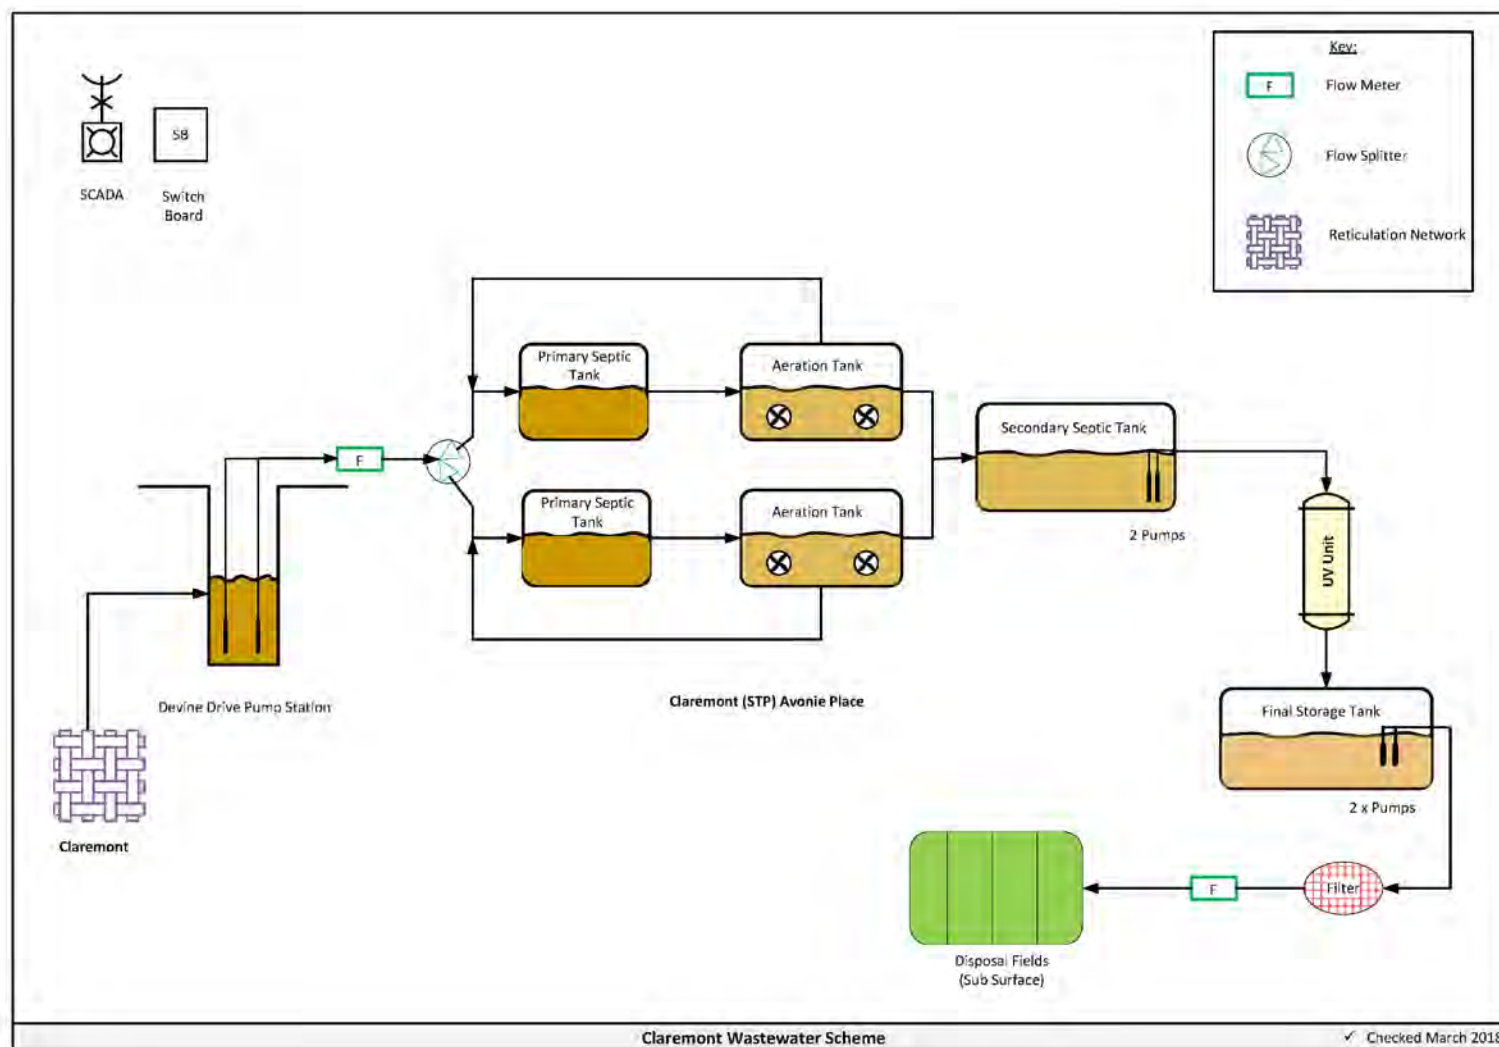 Key:
F
Flow Meter
Flow Splitter
Reticulation Network
SCADA
SB
Switch
Board
Primary Septic
Tank
Aeration Tank
Secondary Septic Tank
2 Pumps
F
Primary Septic
Tank
Aeration Tank
UV Unit
Devine Drive Pump Station
Claremont (STP) Avonie Place
Final Storage Tank
2 x Pumps
Claremont
F
Filter
Disposal Fields
(Sub Surface)
Claremont Wastewater Scheme
✓ Checked March 2018